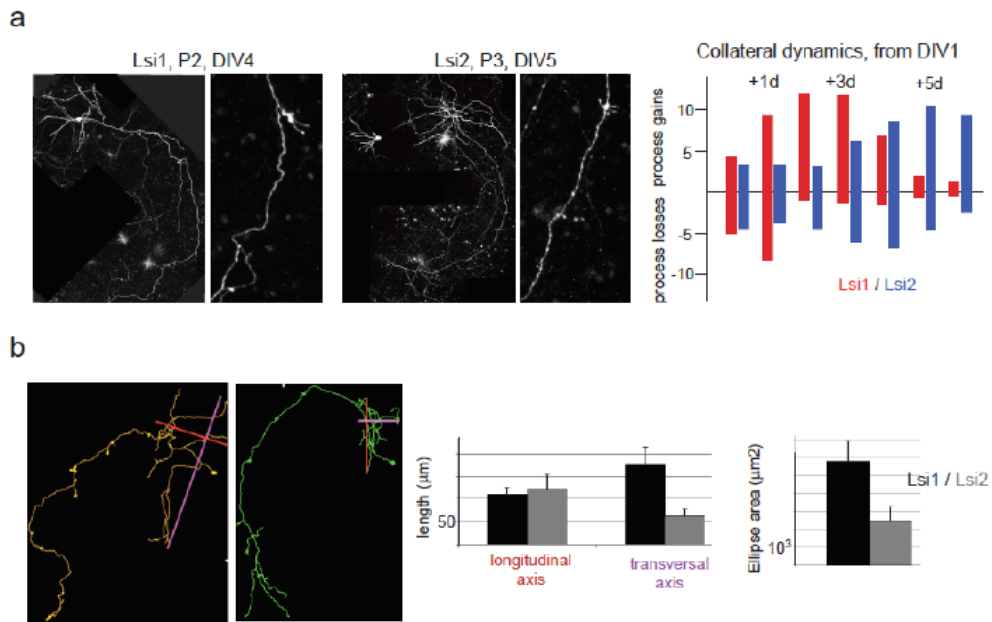 a
Lsi1, P2, DIV4
Lsi2, P3, DIV5
Collateral dynamics, from DIV1
+1d +3d +5d
process losses process gains
10
5
-5
-10
Lsi1 / Lsi2
b
length (μm)
50
longitudinal
axis
transversal
axis
Ellipse area (μm2)
10³
Lsi1 / Lsi2